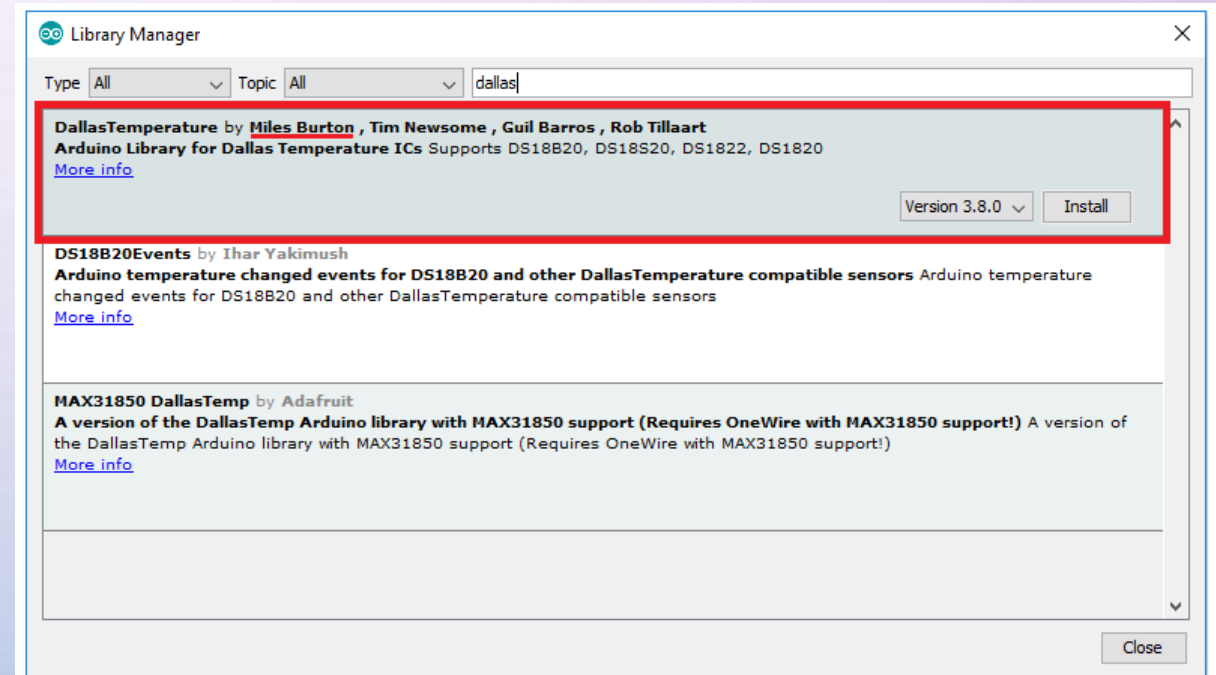 Library Manager
Type All Topic All dallas
DallasTemperature by Miles Burton , Tim Newsome , Guil Barros , Rob Tillaart
Arduino Library for Dallas Temperature ICs Supports DS18B20, DS18S20, DS1822, DS1820
More info
Version 3.8.0 Install
DS18B20Events by Ihar Yakimush
Arduino temperature changed events for DS18B20 and other DallasTemperature compatible sensors Arduino temperature
changed events for DS18B20 and other DallasTemperature compatible sensors
More info
MAX31850 DallasTemp by Adafruit
A version of the DallasTemp Arduino library with MAX31850 support (Requires OneWire with MAX31850 support!) A version of
the DallasTemp Arduino library with MAX31850 support (Requires OneWire with MAX31850 support!)
More info
Close